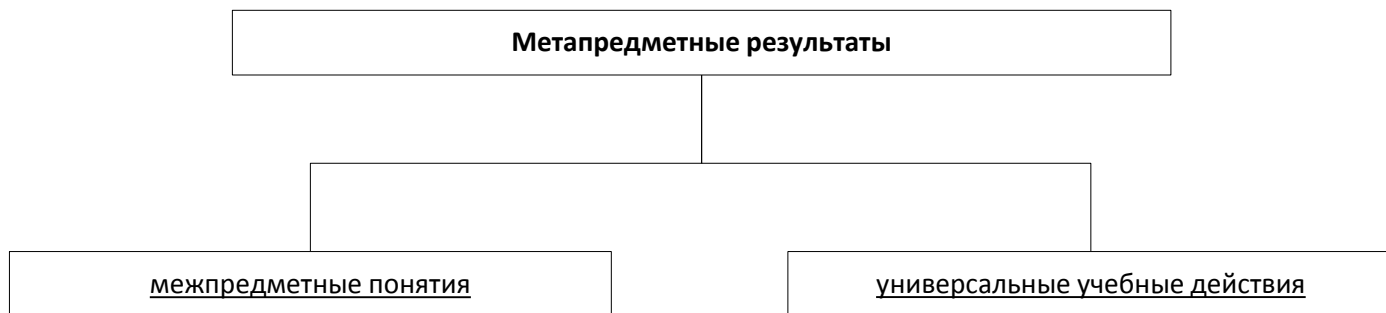 Метапредметные результаты
межпредметные понятия
универсальные учебные действия